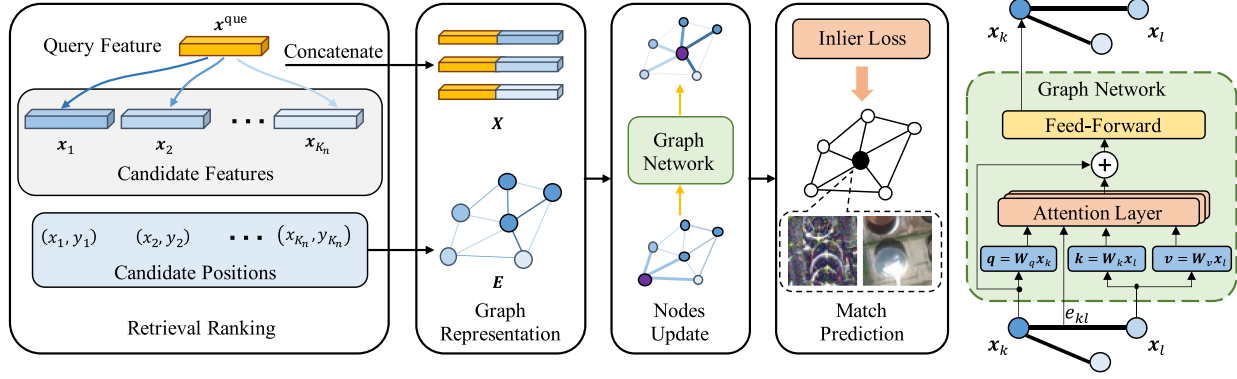 x^que
Query Feature
Concatenate
x_1
x_2
x_{K_n}
Candidate Features
(x_1, y_1)
(x_2, y_2)
(x_{K_n}, y_{K_n})
Candidate Positions
Retrieval Ranking
X
E
Graph
Representation
Graph
Network
Nodes
Update
Inlier Loss
Match
Prediction
x_k
x_l
Graph Network
Feed-Forward
+
Attention Layer
q = W_q x_k
k = W_k x_l
v = W_v x_l
e_{kl}
x_k
x_l